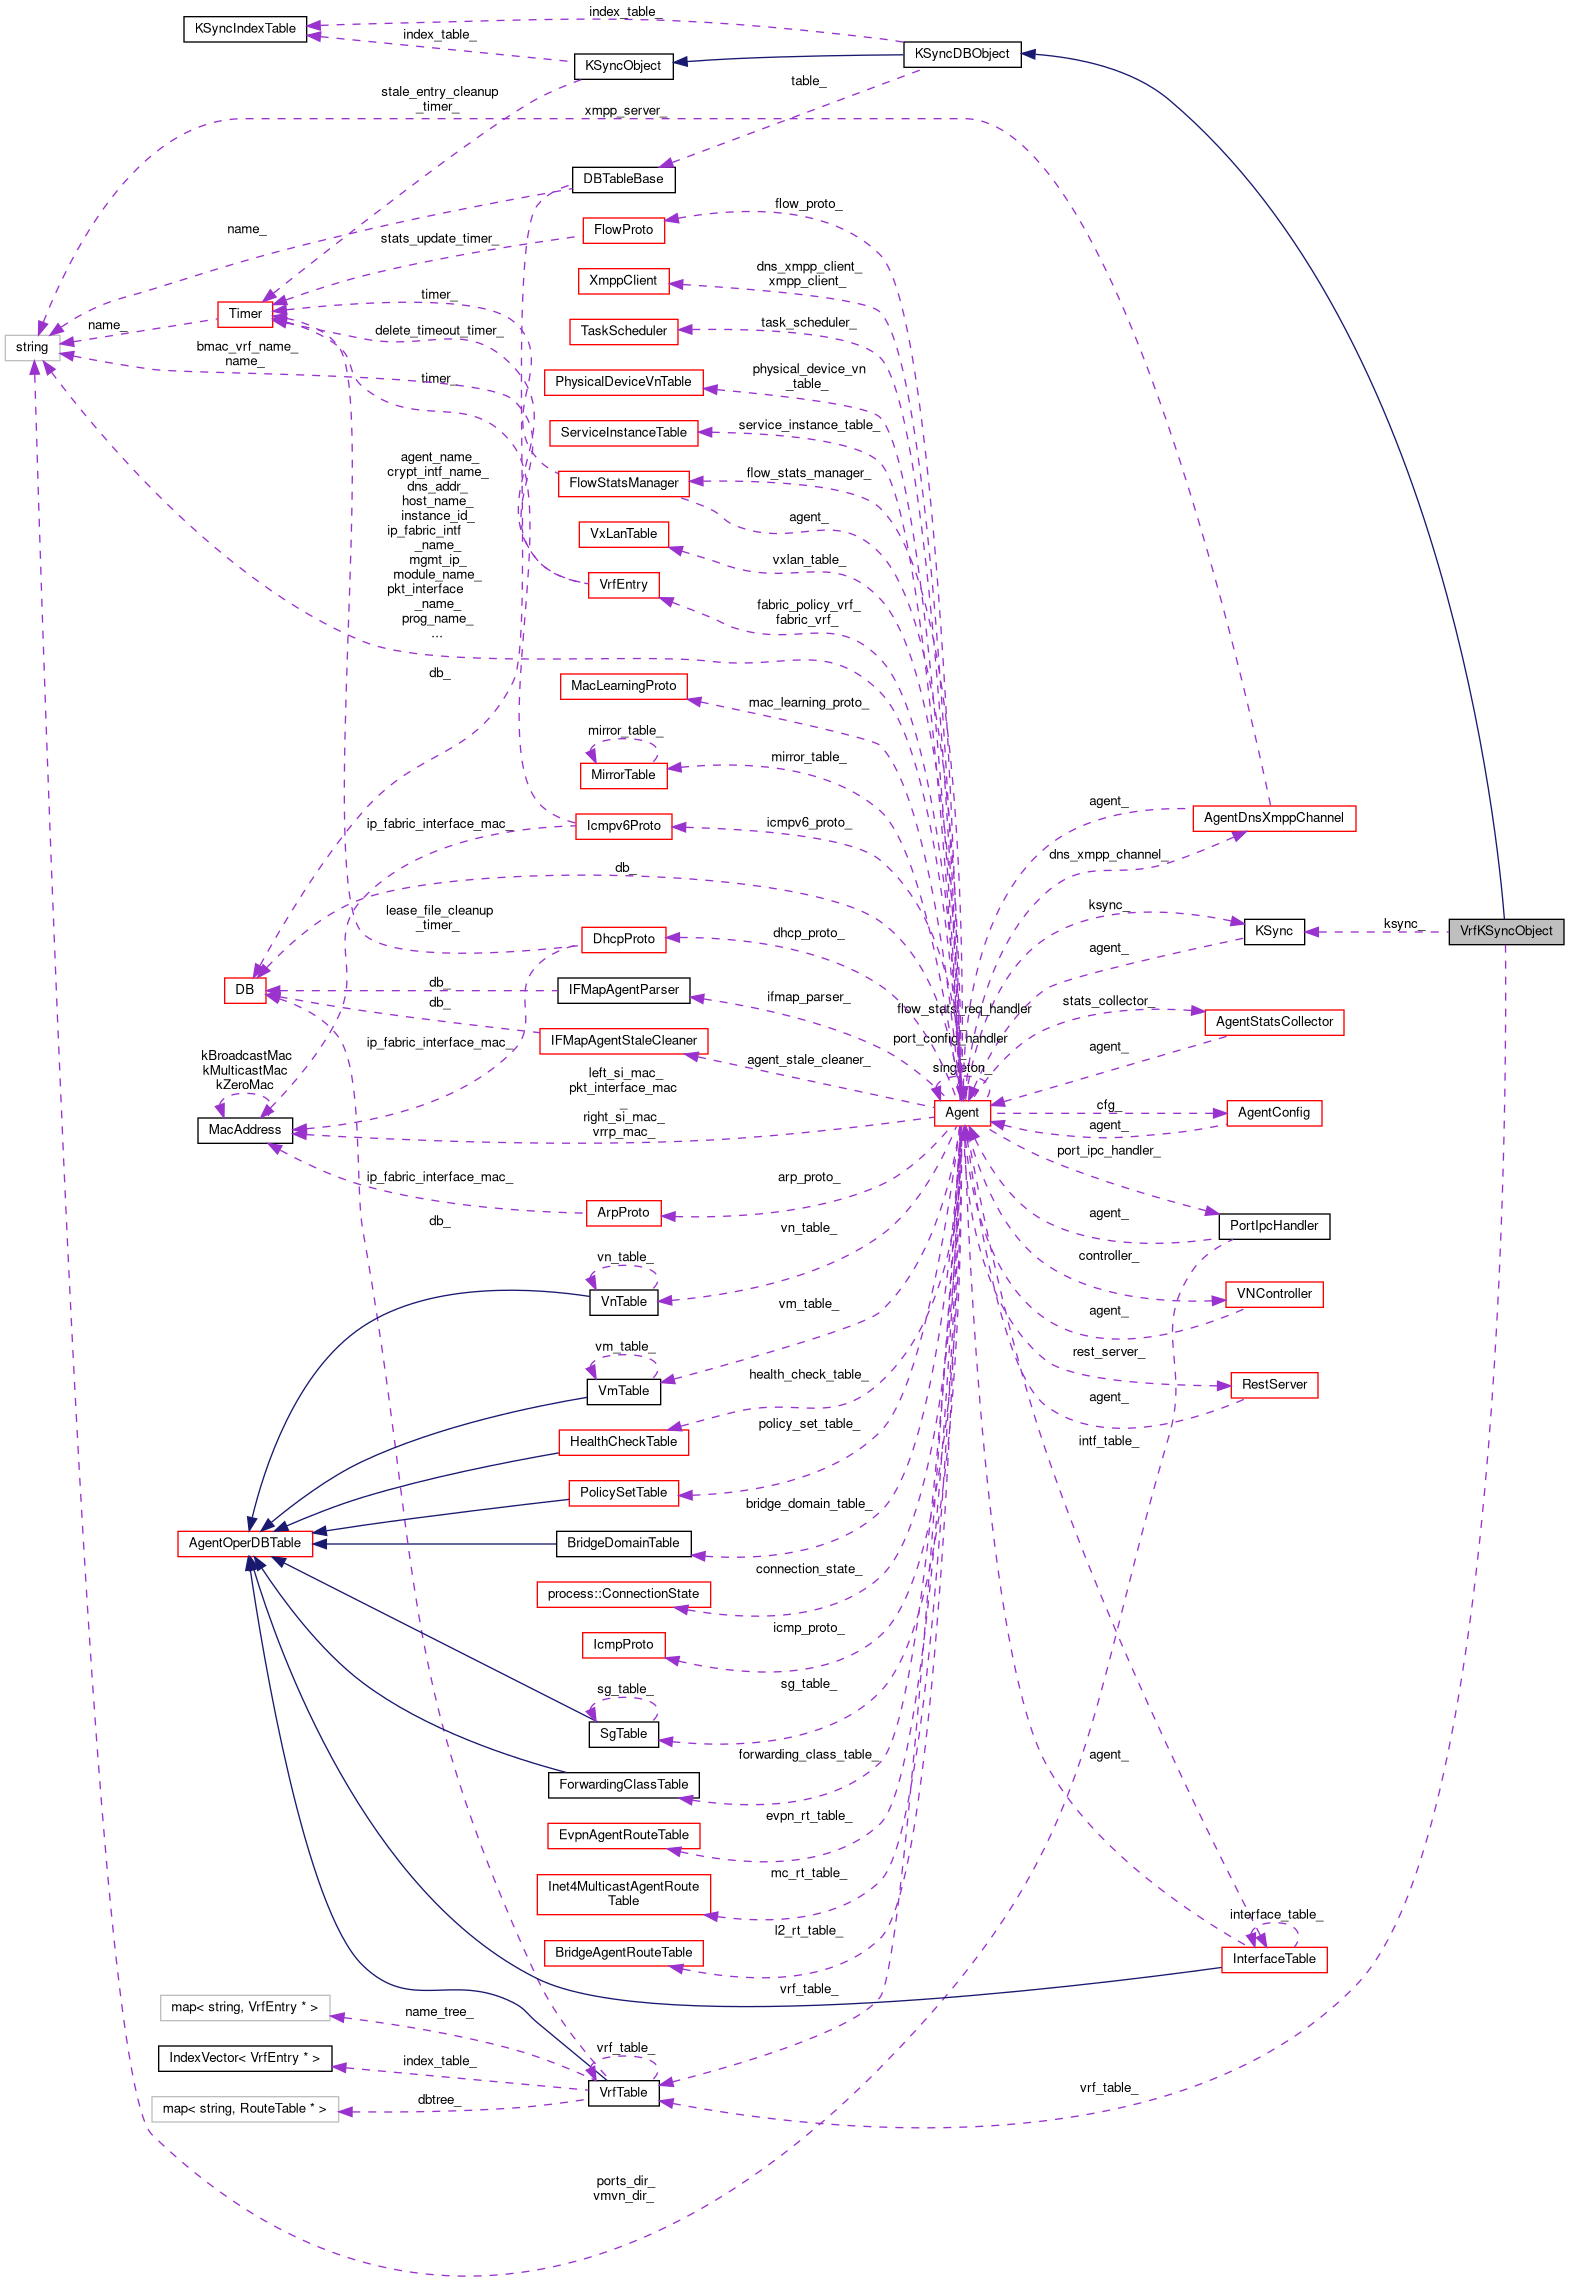 index_table_
KSyncIndexTable
index_table_
KSyncDBObject
KSyncObject
table_
stale_entry_cleanup
_timer_
xmpp_server_
DBTableBase
flow_proto_
name_
FlowProto
stats_update_timer_
dns_xmpp_client_
xmpp_client_
XmppClient
timer_
Timer
name_
task_scheduler_
TaskScheduler
delete_timeout_timer_
string
bmac_vrf_name_
name_
physical_device_vn
_table_
PhysicalDeviceVnTable
timer_
service_instance_table_
ServiceInstanceTable
agent_name_
crypt_intf_name_
dns_addr_
host_name_
instance_id_
ip_fabric_intf
_name_
mgmt_ip_
module_name_
pkt_interface
_name_
prog_name_
...
flow_stats_manager_
FlowStatsManager
agent_
VxLanTable
vxlan_table_
VrfEntry
fabric_policy_vrf_
fabric_vrf_
db_
MacLearningProto
mac_learning_proto_
mirror_table_
MirrorTable
mirror_table_
ip_fabric_interface_mac_
Icmpv6Proto
icmpv6_proto_
agent_
AgentDnsXmppChannel
dns_xmpp_channel_
db_
lease_file_cleanup
_timer_
DhcpProto
dhcp_proto_
ksync_
KSync
ksync_
VrfKSyncObject
agent_
DB
db_
IFMapAgentParser
ifmap_parser_
db_
flow_stats_req_handler
_
port_config_handler
_
singleton_
stats_collector_
AgentStatsCollector
agent_
ip_fabric_interface_mac_
IFMapAgentStaleCleaner
agent_stale_cleaner_
kBroadcastMac
kMulticastMac
kZeroMac
MacAddress
left_si_mac_
pkt_interface_mac
_
right_si_mac_
vrrp_mac_
Agent
cfg_
AgentConfig
agent_
port_ipc_handler_
ip_fabric_interface_mac_
ArpProto
arp_proto_
agent_
PortIpcHandler
db_
vn_table_
vn_table_
VnTable
controller_
VNController
agent_
vm_table_
vm_table_
VmTable
rest_server_
RestServer
agent_
health_check_table_
HealthCheckTable
policy_set_table_
intf_table_
PolicySetTable
bridge_domain_table_
AgentOperDBTable
BridgeDomainTable
connection_state_
process::ConnectionState
icmp_proto_
IcmpProto
sg_table_
sg_table_
SgTable
forwarding_class_table_
agent_
ForwardingClassTable
evpn_rt_table_
EvpnAgentRouteTable
mc_rt_table_
Inet4MulticastAgentRoute
Table
interface_table_
l2_rt_table_
BridgeAgentRouteTable
InterfaceTable
vrf_table_
map< string, VrfEntry * >
name_tree_
IndexVector< VrfEntry * >
index_table_
vrf_table_
VrfTable
map< string, RouteTable * >
dbtree_
vrf_table_
ports_dir_
vmvn_dir_